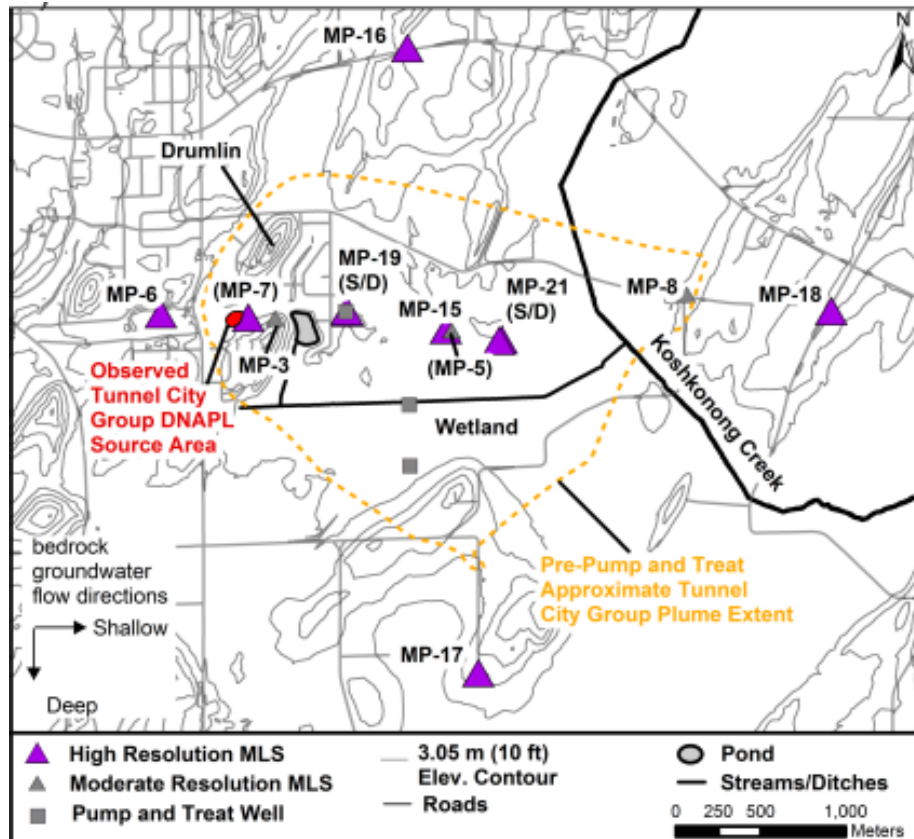 MP-16
N
Drumlin
MP-19
(S/D)
MP-21
(S/D)
MP-8
MP-18
MP-6
(MP-7)
MP-15
(MP-5)
MP-3
Observed
Tunnel City
Group DNAPL
Source Area
Koshkonong Creek
Wetland
bedrock
groundwater
flow directions
Shallow
Deep
Pre-Pump and Treat
Approximate Tunnel
City Group Plume Extent
MP-17
High Resolution MLS
Moderate Resolution MLS
Pump and Treat Well
3.05 m (10 ft)
Elev. Contour
Roads
Pond
Streams/Ditches
0 250 500 1,000
Meters